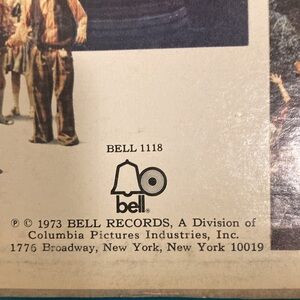 BELL 1118
bell®
℗ © 1973 BELL RECORDS, A Division of
Columbia Pictures Industries, Inc.
1776 Broadway, New York, New York 10019